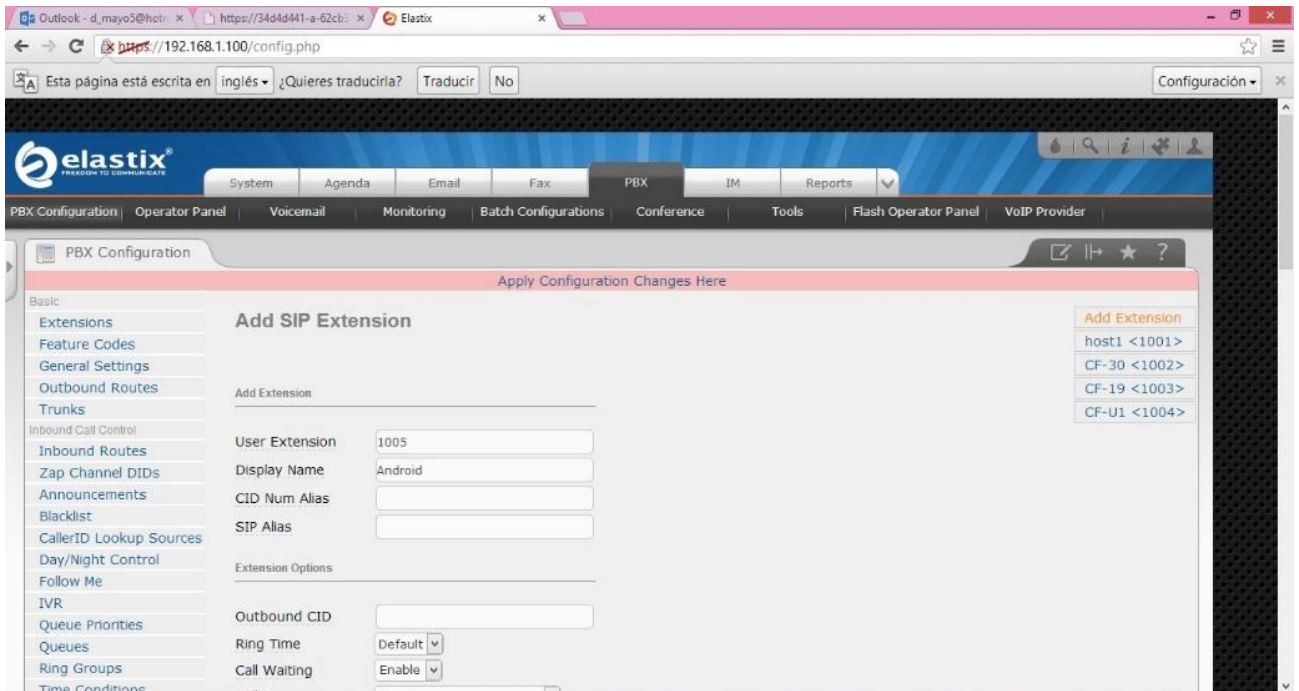 Outlook - d_mayo5@hotm
https://34d4d441-a-62cb3
Elastix
https://192.168.1.100/config.php
Esta página está escrita en inglés ¿Quieres traducirla? Traducir No Configuración
elastix®
FREEDOM TO COMMUNICATE
System Agenda Email Fax PBX IM Reports
PBX Configuration Operator Panel Voicemail Monitoring Batch Configurations Conference Tools Flash Operator Panel VoIP Provider
PBX Configuration
Apply Configuration Changes Here
Basic
Extensions
Feature Codes
General Settings
Outbound Routes
Trunks
Inbound Call Control
Inbound Routes
Zap Channel DIDs
Announcements
Blacklist
CallerID Lookup Sources
Day/Night Control
Follow Me
IVR
Queue Priorities
Queues
Ring Groups
Time Conditions
Add SIP Extension
Add Extension
User Extension 1005
Display Name Android
CID Num Alias
SIP Alias
Extension Options
Outbound CID
Ring Time Default
Call Waiting Enable
Add Extension
host1 <1001>
CF-30 <1002>
CF-19 <1003>
CF-U1 <1004>